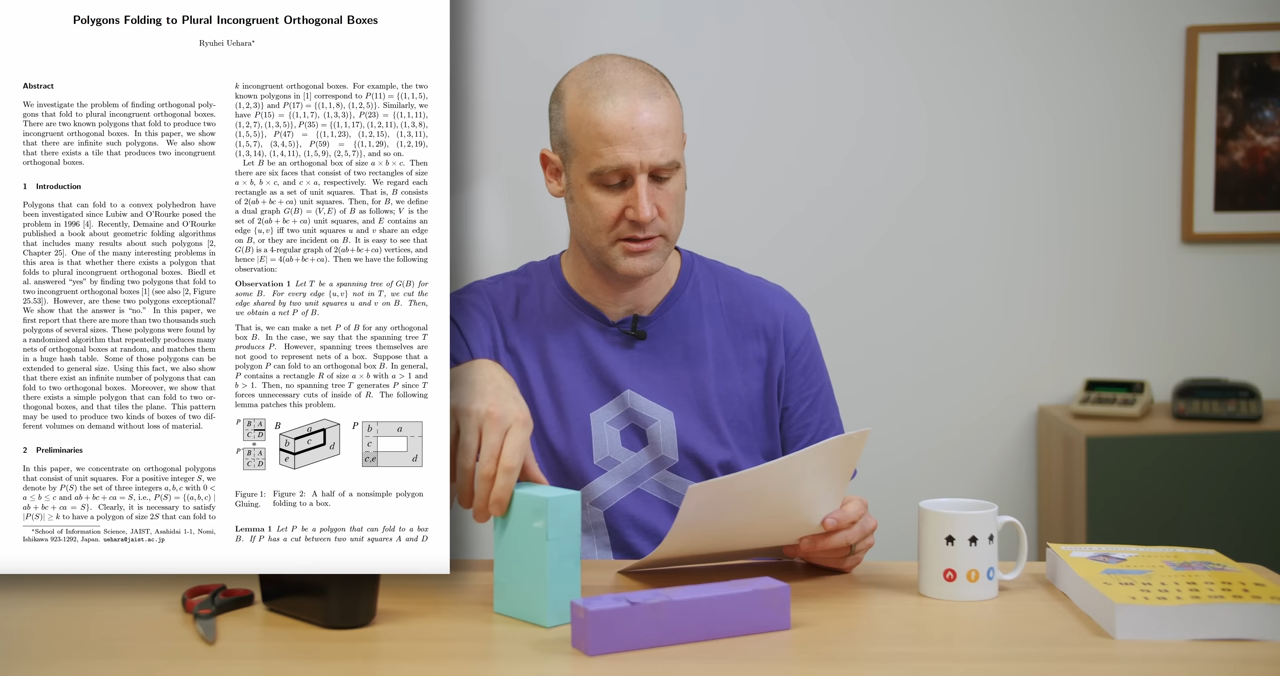 Polygons Folding to Plural Incongruent Orthogonal Boxes
Ryuhei Uehara*
Abstract
We investigate the problem of finding orthogonal poly-
gons that fold to plural incongruent orthogonal boxes.
There are two known polygons that fold to produce two
incongruent orthogonal boxes. In this paper, we show
that there are infinite such polygons. We also show
that there exists a tile that produces two incongruent
orthogonal boxes.
1 Introduction
Polygons that can fold to a convex polyhedron have
been investigated since Lubiw and O'Rourke posed the
problem in 1996 [4]. Recently, Demaine and O'Rourke
published a book about geometric folding algorithms
that includes many results about such polygons [2,
Chapter 25]. One of the many interesting problems in
this area is that whether there exists a polygon that
folds to plural incongruent orthogonal boxes. Biedl et
al. answered "yes" by finding two polygons that fold to
two incongruent orthogonal boxes [1] (see also [2, Figure
25.53]). However, are these two polygons exceptional?
We show that the answer is "no." In this paper, we
first report that there are more than two thousands such
polygons of several sizes. These polygons were found by
a randomized algorithm that repeatedly produces many
nets of orthogonal boxes at random, and matches them
in a huge hash table. Some of those polygons can be
extended to general size. Using this fact, we also show
that there exist an infinite number of polygons that can
fold to two orthogonal boxes. Moreover, we show that
there exists a simple polygon that can fold to two or-
thogonal boxes, and that tiles the plane. This pattern
may be used to produce two kinds of boxes of two dif-
ferent volumes on demand without loss of material.
2 Preliminaries
In this paper, we concentrate on orthogonal polygons
that consist of unit squares. For a positive integer S, we
denote by P(S) the set of three integers a, b, c with 0 <
a ≤ b ≤ c and ab + bc + ca = S, i.e., P(S) = {(a, b, c) |
ab + bc + ca = S}. Clearly, it is necessary to satisfy
|P(S)| ≥ k to have a polygon of size 2S that can fold to
*School of Information Science, JAIST, Asahidai 1-1, Nomi,
Ishikawa 923-1292, Japan. uehara@jaist.ac.jp
k incongruent orthogonal boxes. For example, the two
known polygons in [1] correspond to P(11) = {(1, 1, 5),
(1, 2, 3)} and P(17) = {(1, 1, 8), (1, 2, 5)}. Similarly, we
have P(15) = {(1, 1, 7), (1, 3, 3)}, P(23) = {(1, 1, 11),
(1, 2, 7), (1, 3, 5)}, P(35) = {(1, 1, 17), (1, 2, 11), (1, 3, 8),
(1, 5, 5)}, P(47) = {(1, 1, 23), (1, 2, 15), (1, 3, 11),
(1, 5, 7), (3, 4, 5)}, P(59) = {(1, 1, 29), (1, 2, 19),
(1, 3, 14), (1, 4, 11), (1, 5, 9), (2, 5, 7)}, and so on.
Let B be an orthogonal box of size a × b × c. Then
there are six faces that consist of two rectangles of size
a × b, b × c, and c × a, respectively. We regard each
rectangle as a set of unit squares. That is, B consists
of 2(ab + bc + ca) unit squares. Then, for B, we define
a dual graph G(B) = (V, E) of B as follows; V is the
set of 2(ab + bc + ca) unit squares, and E contains an
edge {u, v} iff two unit squares u and v share an edge
on B, or they are incident on B. It is easy to see that
G(B) is a 4-regular graph of 2(ab+bc+ca) vertices, and
hence |E| = 4(ab+bc+ca). Then we have the following
observation:
Observation 1 Let T be a spanning tree of G(B) for
some B. For every edge {u, v} not in T, we cut the
edge shared by two unit squares u and v on B. Then,
we obtain a net P of B.
That is, we can make a net P of B for any orthogonal
box B. In the case, we say that the spanning tree T
produces P. However, spanning trees themselves are
not good to represent nets of a box. Suppose that a
polygon P can fold to an orthogonal box B. In general,
P contains a rectangle R of size a × b with a > 1 and
b > 1. Then, no spanning tree T generates P since T
forces unnecessary cuts of inside of R. The following
lemma patches this problem.
P B A C D
P B A C D
B a b c d e
P b a c c,e d
Figure 1:
Gluing.
Figure 2: A half of a nonsimple polygon
folding to a box.
Lemma 1 Let P be a polygon that can fold to a box
B. If P has a cut between two unit squares A and D